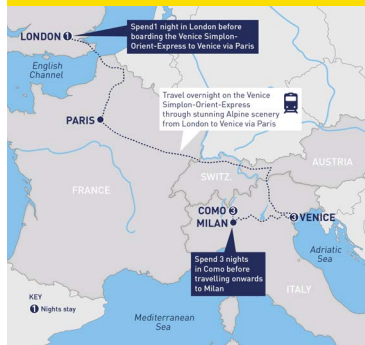 Spend1 night in London before
boarding the Venice Simplon-
Orient-Express to Venice via Paris
LONDON 1
English
Channel
Travel overnight on the Venice
Simplon-Orient-Express
through stunning Alpine scenery
from London to Venice via Paris
PARIS
AUSTRIA
SWITZ.
FRANCE
COMO 3
MILAN
3 VENICE
Adriatic
Sea
Spend 3 nights
in Como before
travelling onwards
to Milan
ITALY
KEY
1 Nights stay
Mediterranean
Sea